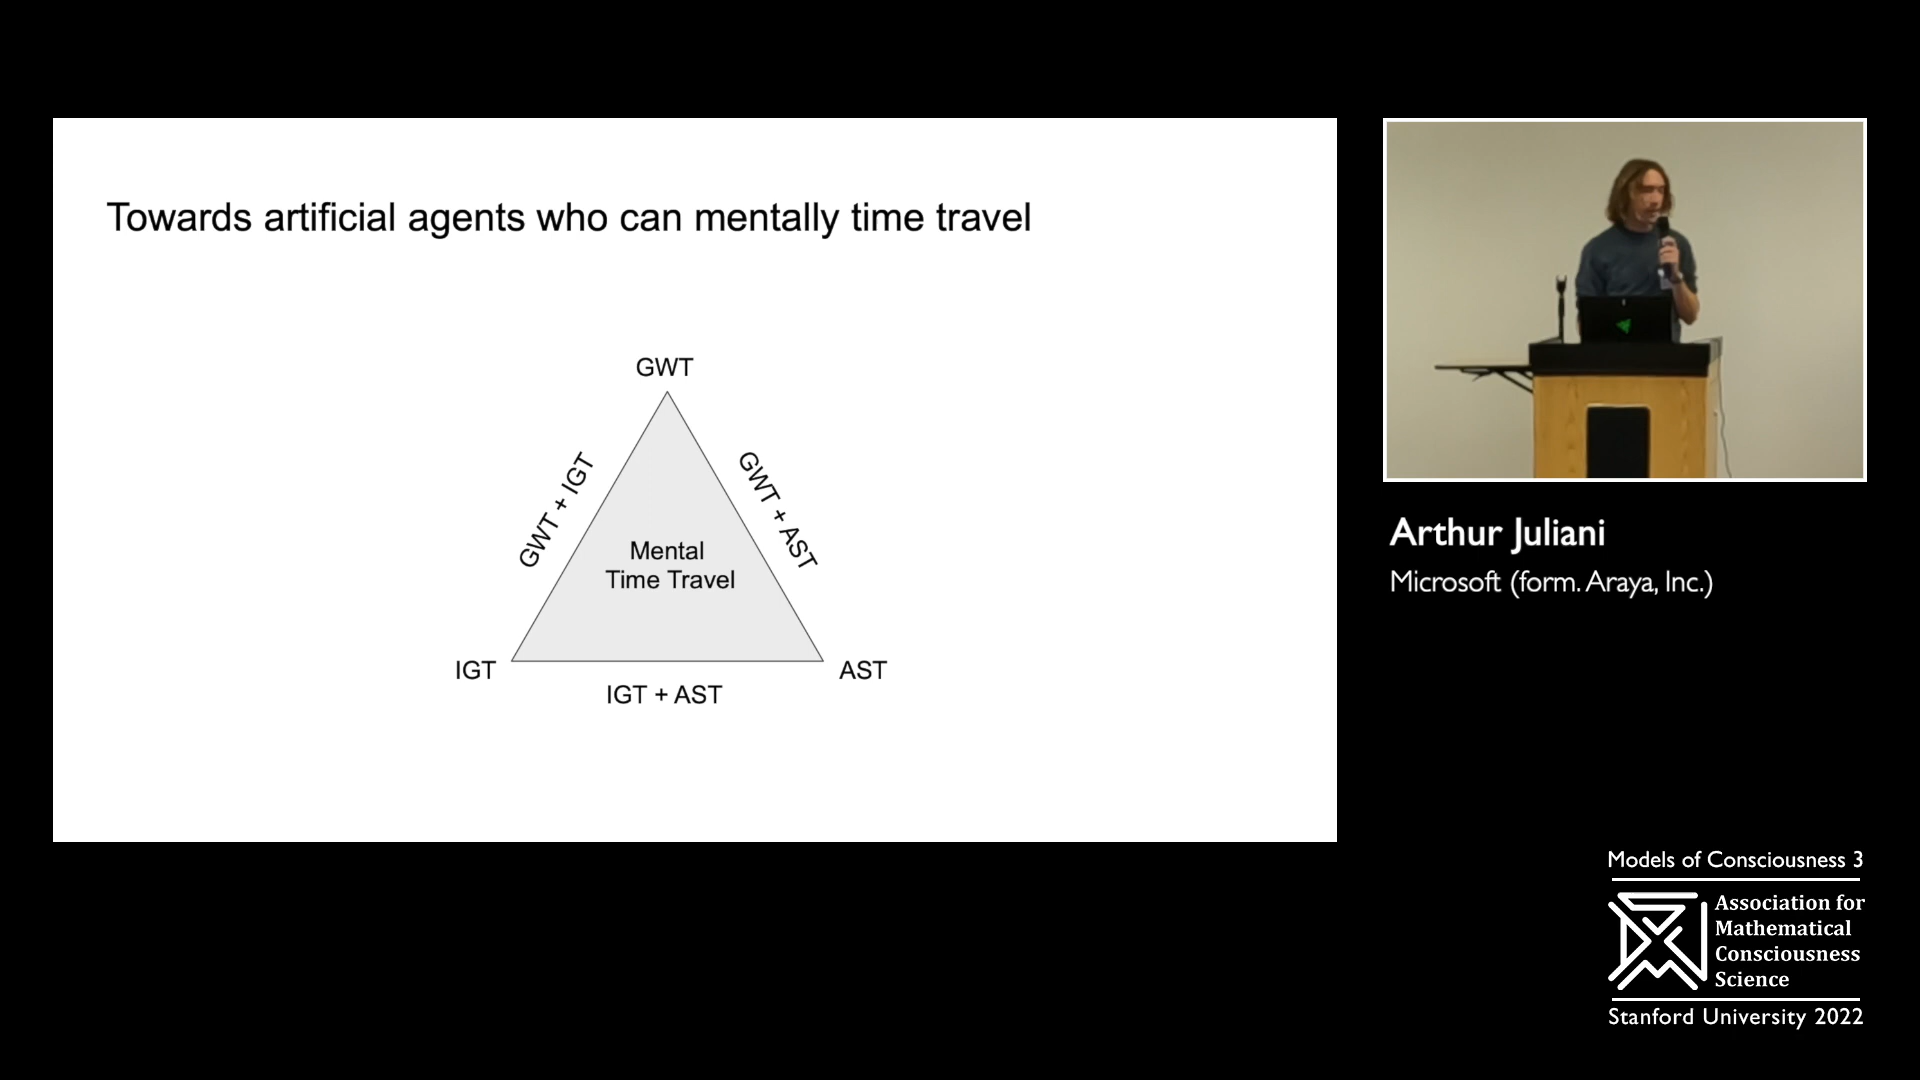 Towards artificial agents who can mentally time travel
GWT
GWT + IGT
GWT + AST
Mental
Time Travel
IGT
AST
IGT + AST
Arthur Juliani
Microsoft (form. Araya, Inc.)
Models of Consciousness 3
Association for
Mathematical
Consciousness
Science
Stanford University 2022